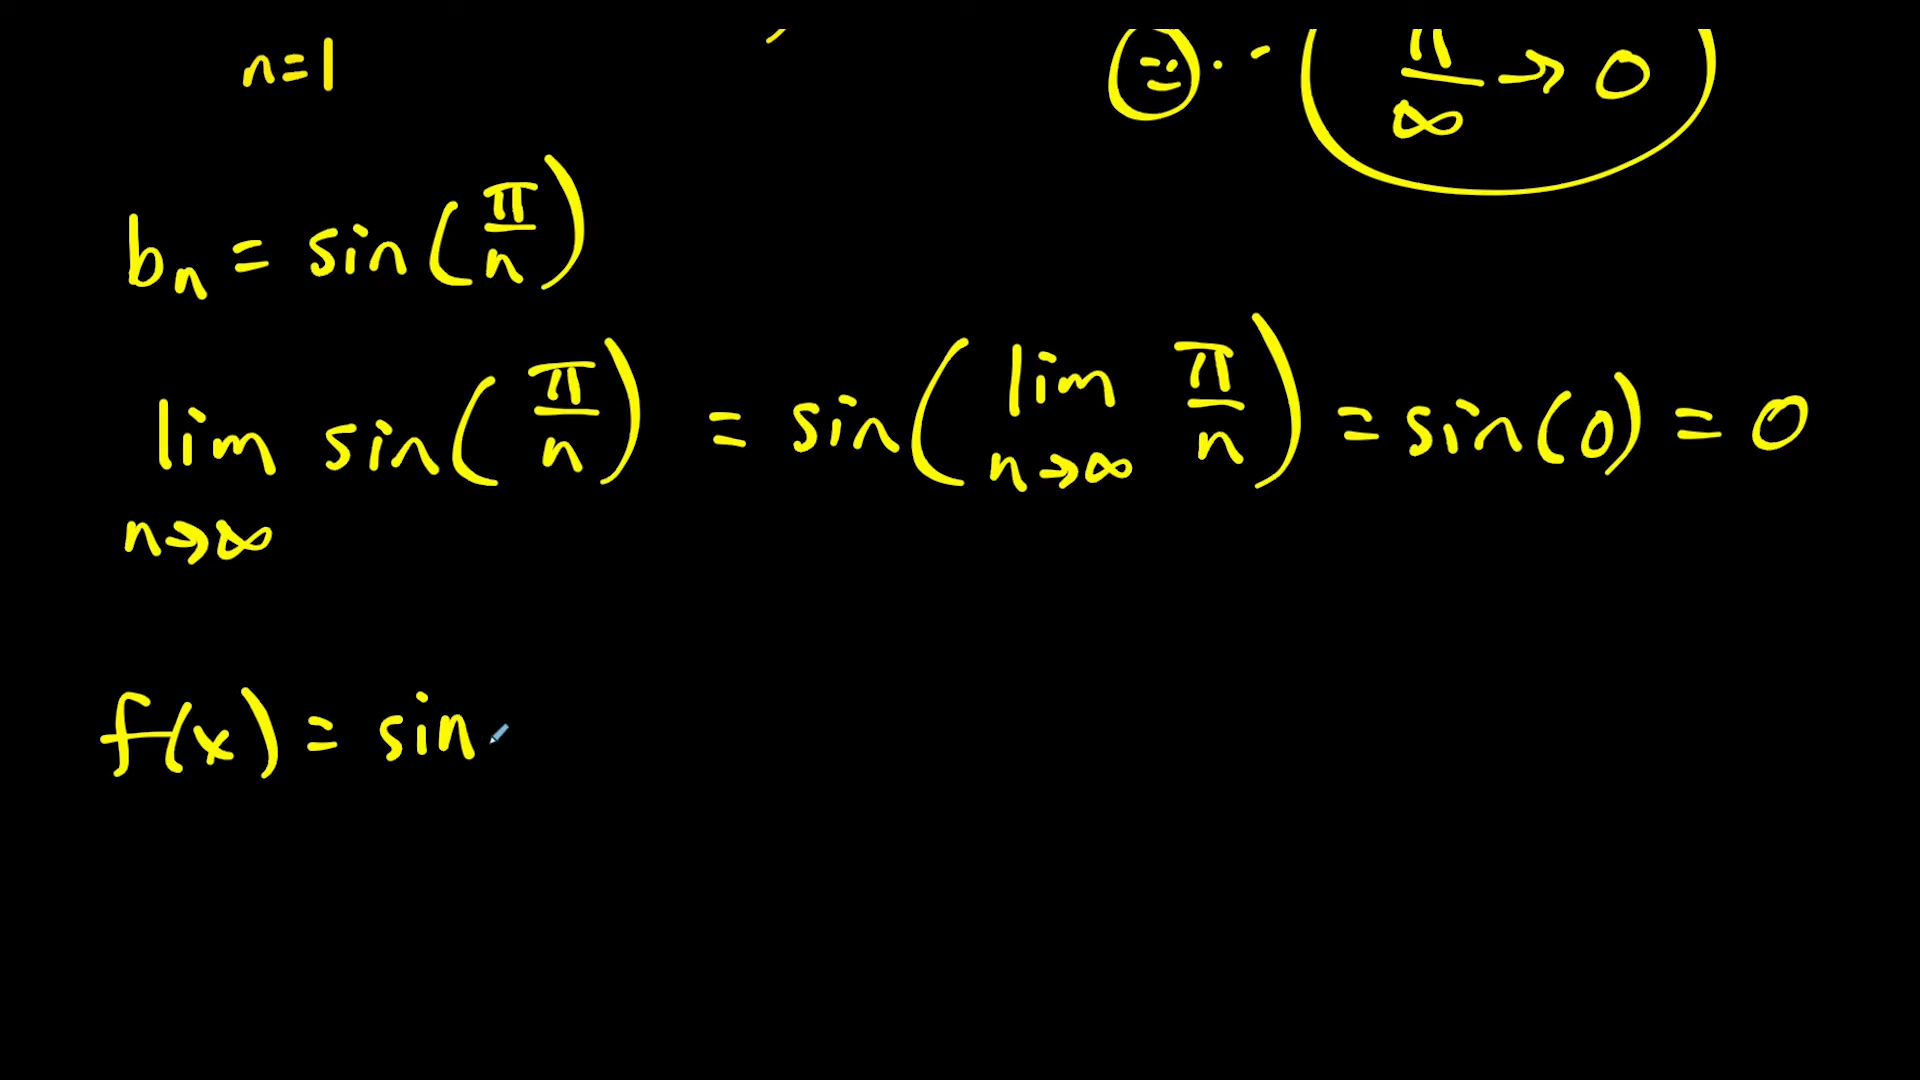 n=1
π/∞ → 0
bₙ = sin(π/n)
lim n→∞ sin(π/n) = sin(lim n→∞ π/n) = sin(0) = 0
f(x) = sin